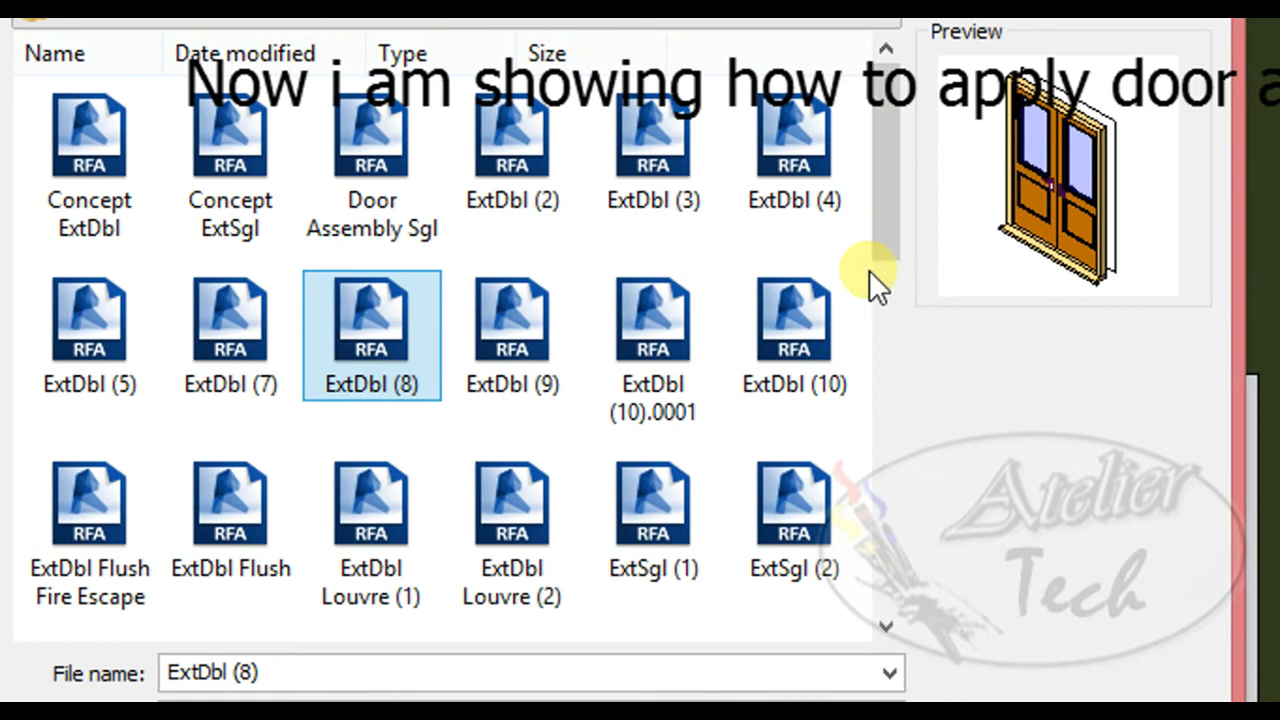 Preview
Name Date modified Type Size
Now i am showing how to apply door a
RFA RFA RFA RFA RFA RFA
Concept ExtDbl
Concept ExtSgl
Door Assembly Sgl
ExtDbl (2)
ExtDbl (3)
ExtDbl (4)
RFA RFA RFA RFA RFA RFA
ExtDbl (5)
ExtDbl (7)
ExtDbl (8)
ExtDbl (9)
ExtDbl (10).0001
ExtDbl (10)
RFA RFA RFA RFA RFA RFA
ExtDbl Flush Fire Escape
ExtDbl Flush
ExtDbl Louvre (1)
ExtDbl Louvre (2)
ExtSgl (1)
ExtSgl (2)
Atelier
Tech
File name: ExtDbl (8)